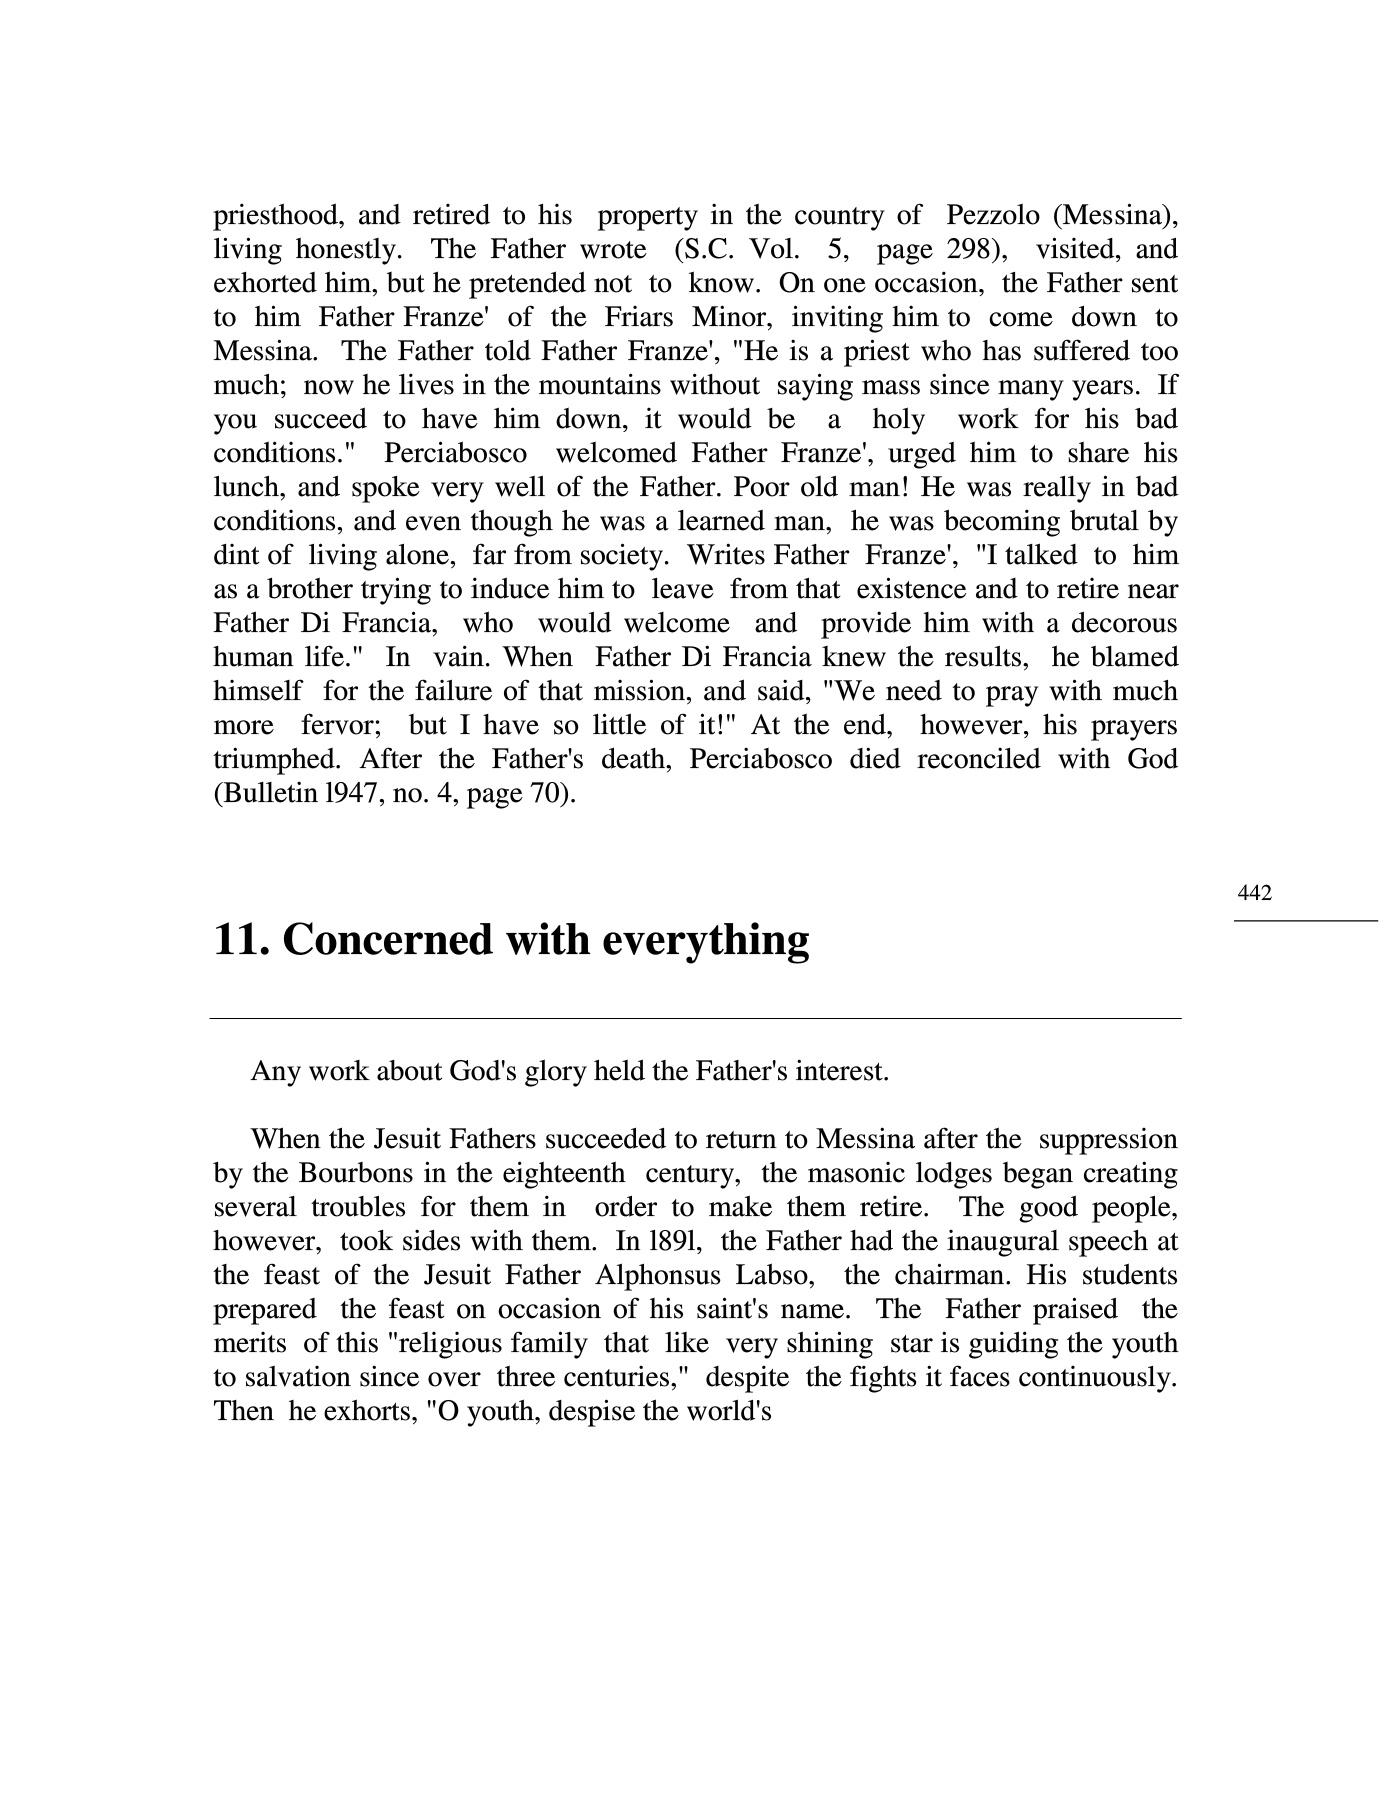 priesthood, and retired to his property in the country of Pezzolo (Messina),
living honestly. The Father wrote (S.C. Vol. 5, page 298), visited, and
exhorted him, but he pretended not to know. On one occasion, the Father sent
to him Father Franze' of the Friars Minor, inviting him to come down to
Messina. The Father told Father Franze', "He is a priest who has suffered too
much; now he lives in the mountains without saying mass since many years. If
you succeed to have him down, it would be a holy work for his bad
conditions." Perciabosco welcomed Father Franze', urged him to share his
lunch, and spoke very well of the Father. Poor old man! He was really in bad
conditions, and even though he was a learned man, he was becoming brutal by
dint of living alone, far from society. Writes Father Franze', "I talked to him
as a brother trying to induce him to leave from that existence and to retire near
Father Di Francia, who would welcome and provide him with a decorous
human life." In vain. When Father Di Francia knew the results, he blamed
himself for the failure of that mission, and said, "We need to pray with much
more fervor; but I have so little of it!" At the end, however, his prayers
triumphed. After the Father's death, Perciabosco died reconciled with God
(Bulletin l947, no. 4, page 70).
442
11. Concerned with everything
Any work about God's glory held the Father's interest.
When the Jesuit Fathers succeeded to return to Messina after the suppression
by the Bourbons in the eighteenth century, the masonic lodges began creating
several troubles for them in order to make them retire. The good people,
however, took sides with them. In l89l, the Father had the inaugural speech at
the feast of the Jesuit Father Alphonsus Labso, the chairman. His students
prepared the feast on occasion of his saint's name. The Father praised the
merits of this "religious family that like very shining star is guiding the youth
to salvation since over three centuries," despite the fights it faces continuously.
Then he exhorts, "O youth, despise the world's